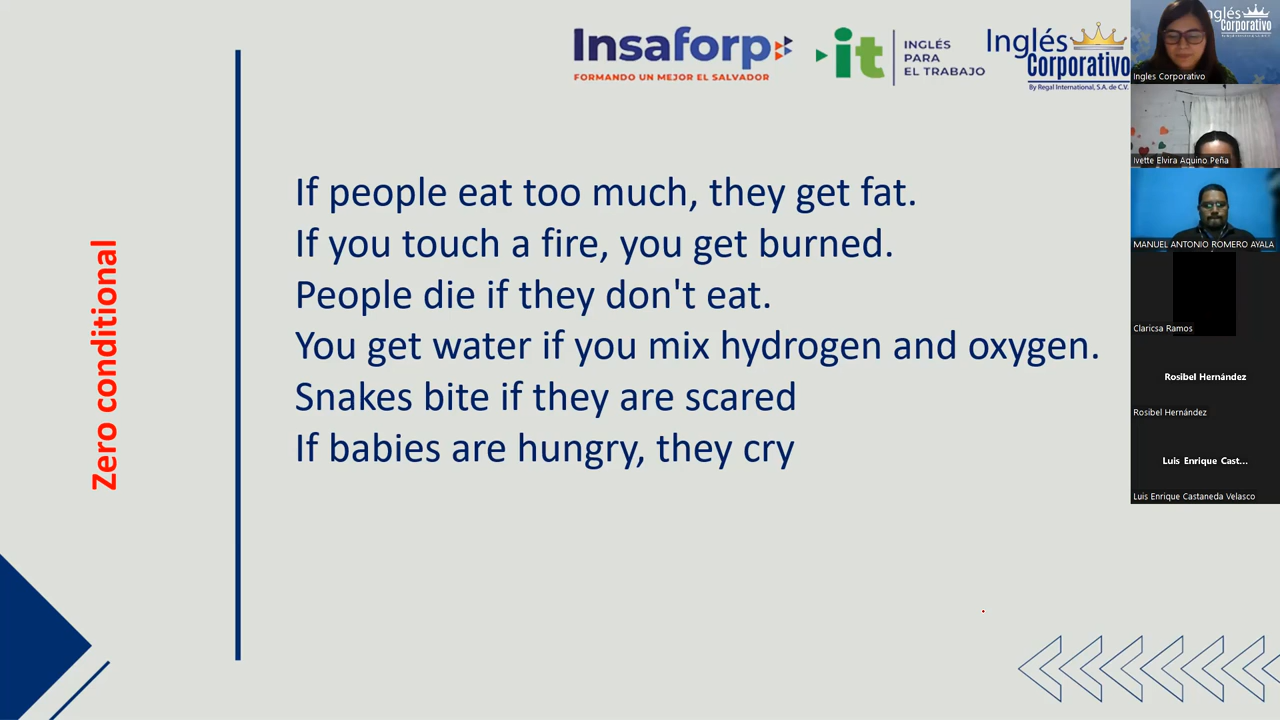 Insaforp
FORMANDO UN MEJOR EL SALVADOR
it
INGLÉS
PARA
EL TRABAJO
Inglés
Corporativo
By Regal International, S.A. de C.V.
Zero conditional
If people eat too much, they get fat.
If you touch a fire, you get burned.
People die if they don't eat.
You get water if you mix hydrogen and oxygen.
Snakes bite if they are scared
If babies are hungry, they cry
Inglés
Corporativo
Ingles Corporativo
Ivette Elvira Aquino Peña
MANUEL ANTONIO ROMERO AYALA
Claricsa Ramos
Rosibel Hernández
Rosibel Hernández
Luis Enrique Cast...
Luis Enrique Castaneda Velasco